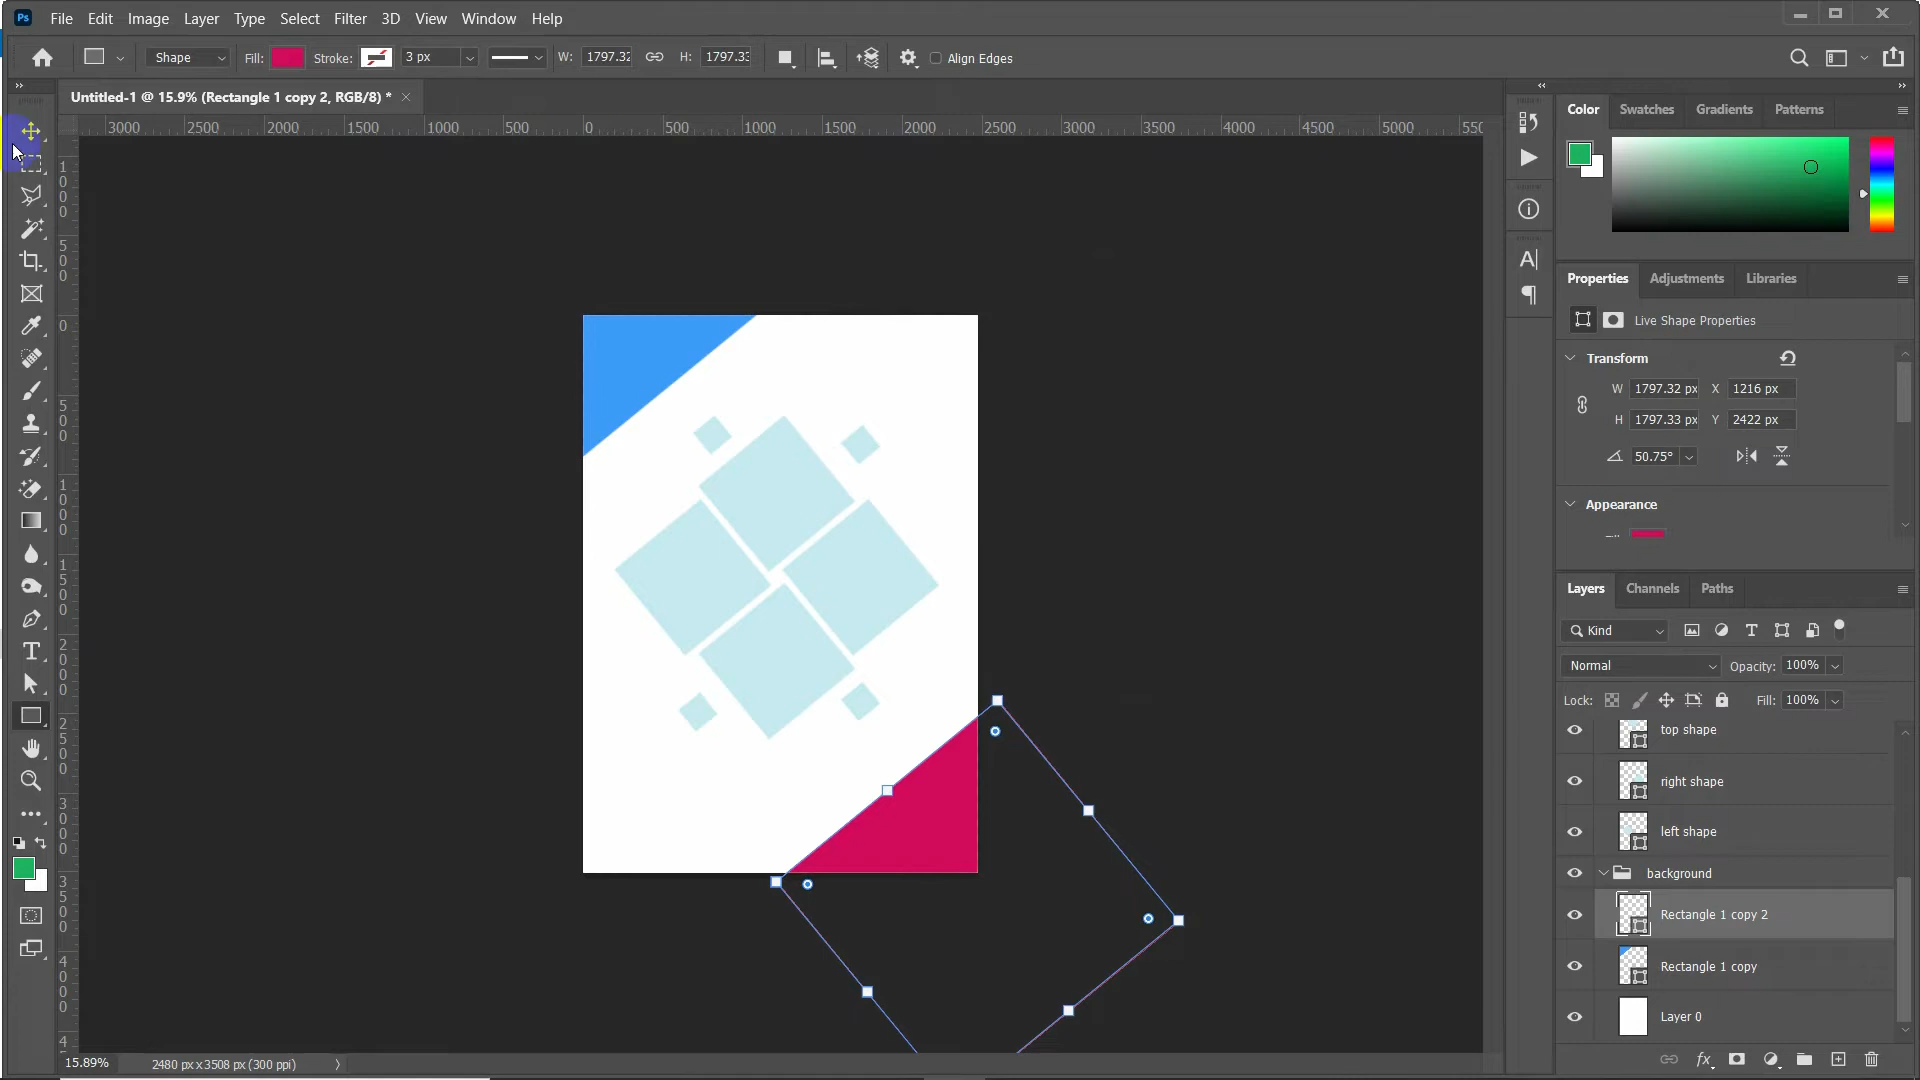 Ps File Edit Image Layer Type Select Filter 3D View Window Help
Shape Fill: Stroke: 3 px W: 1797.32 H: 1797.33 Align Edges
Untitled-1 @ 15.9% (Rectangle 1 copy 2, RGB/8) *
3000 2500 2000 1500 1000 500 0 500 1000 1500 2000 2500 3000 3500 4000 4500 5000
Color Swatches Gradients Patterns
Properties Adjustments Libraries
Live Shape Properties
Transform
W 1797.32 px X 1216 px
H 1797.33 px Y 2422 px
50.75°
Appearance
Layers Channels Paths
Kind
Normal Opacity: 100%
Lock: Fill: 100%
top shape
right shape
left shape
background
Rectangle 1 copy 2
Rectangle 1 copy
Layer 0
fx
15.89% 2480 px x 3508 px (300 ppi)